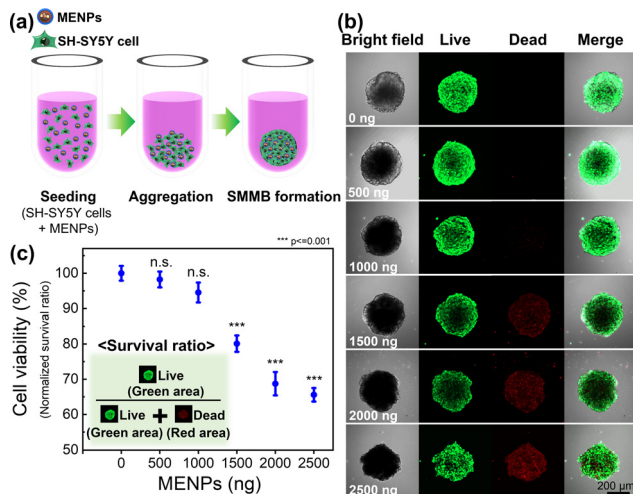 (a)
MENPs
SH-SY5Y cell
Seeding
(SH-SY5Y cells
+ MENPs)
Aggregation
SMMB formation
(b)
Bright field
Live
Dead
Merge
0 ng
500 ng
1000 ng
1500 ng
2000 ng
2500 ng
200 μm
(c)
*** p<=0.001
Cell viability (%)
(Normalized survival ratio)
100
90
80
70
60
50
n.s.
n.s.
***
***
***
<Survival ratio>
Live
(Green area)
Live + Dead
(Green area) (Red area)
0
500
1000
1500
2000
2500
MENPs (ng)